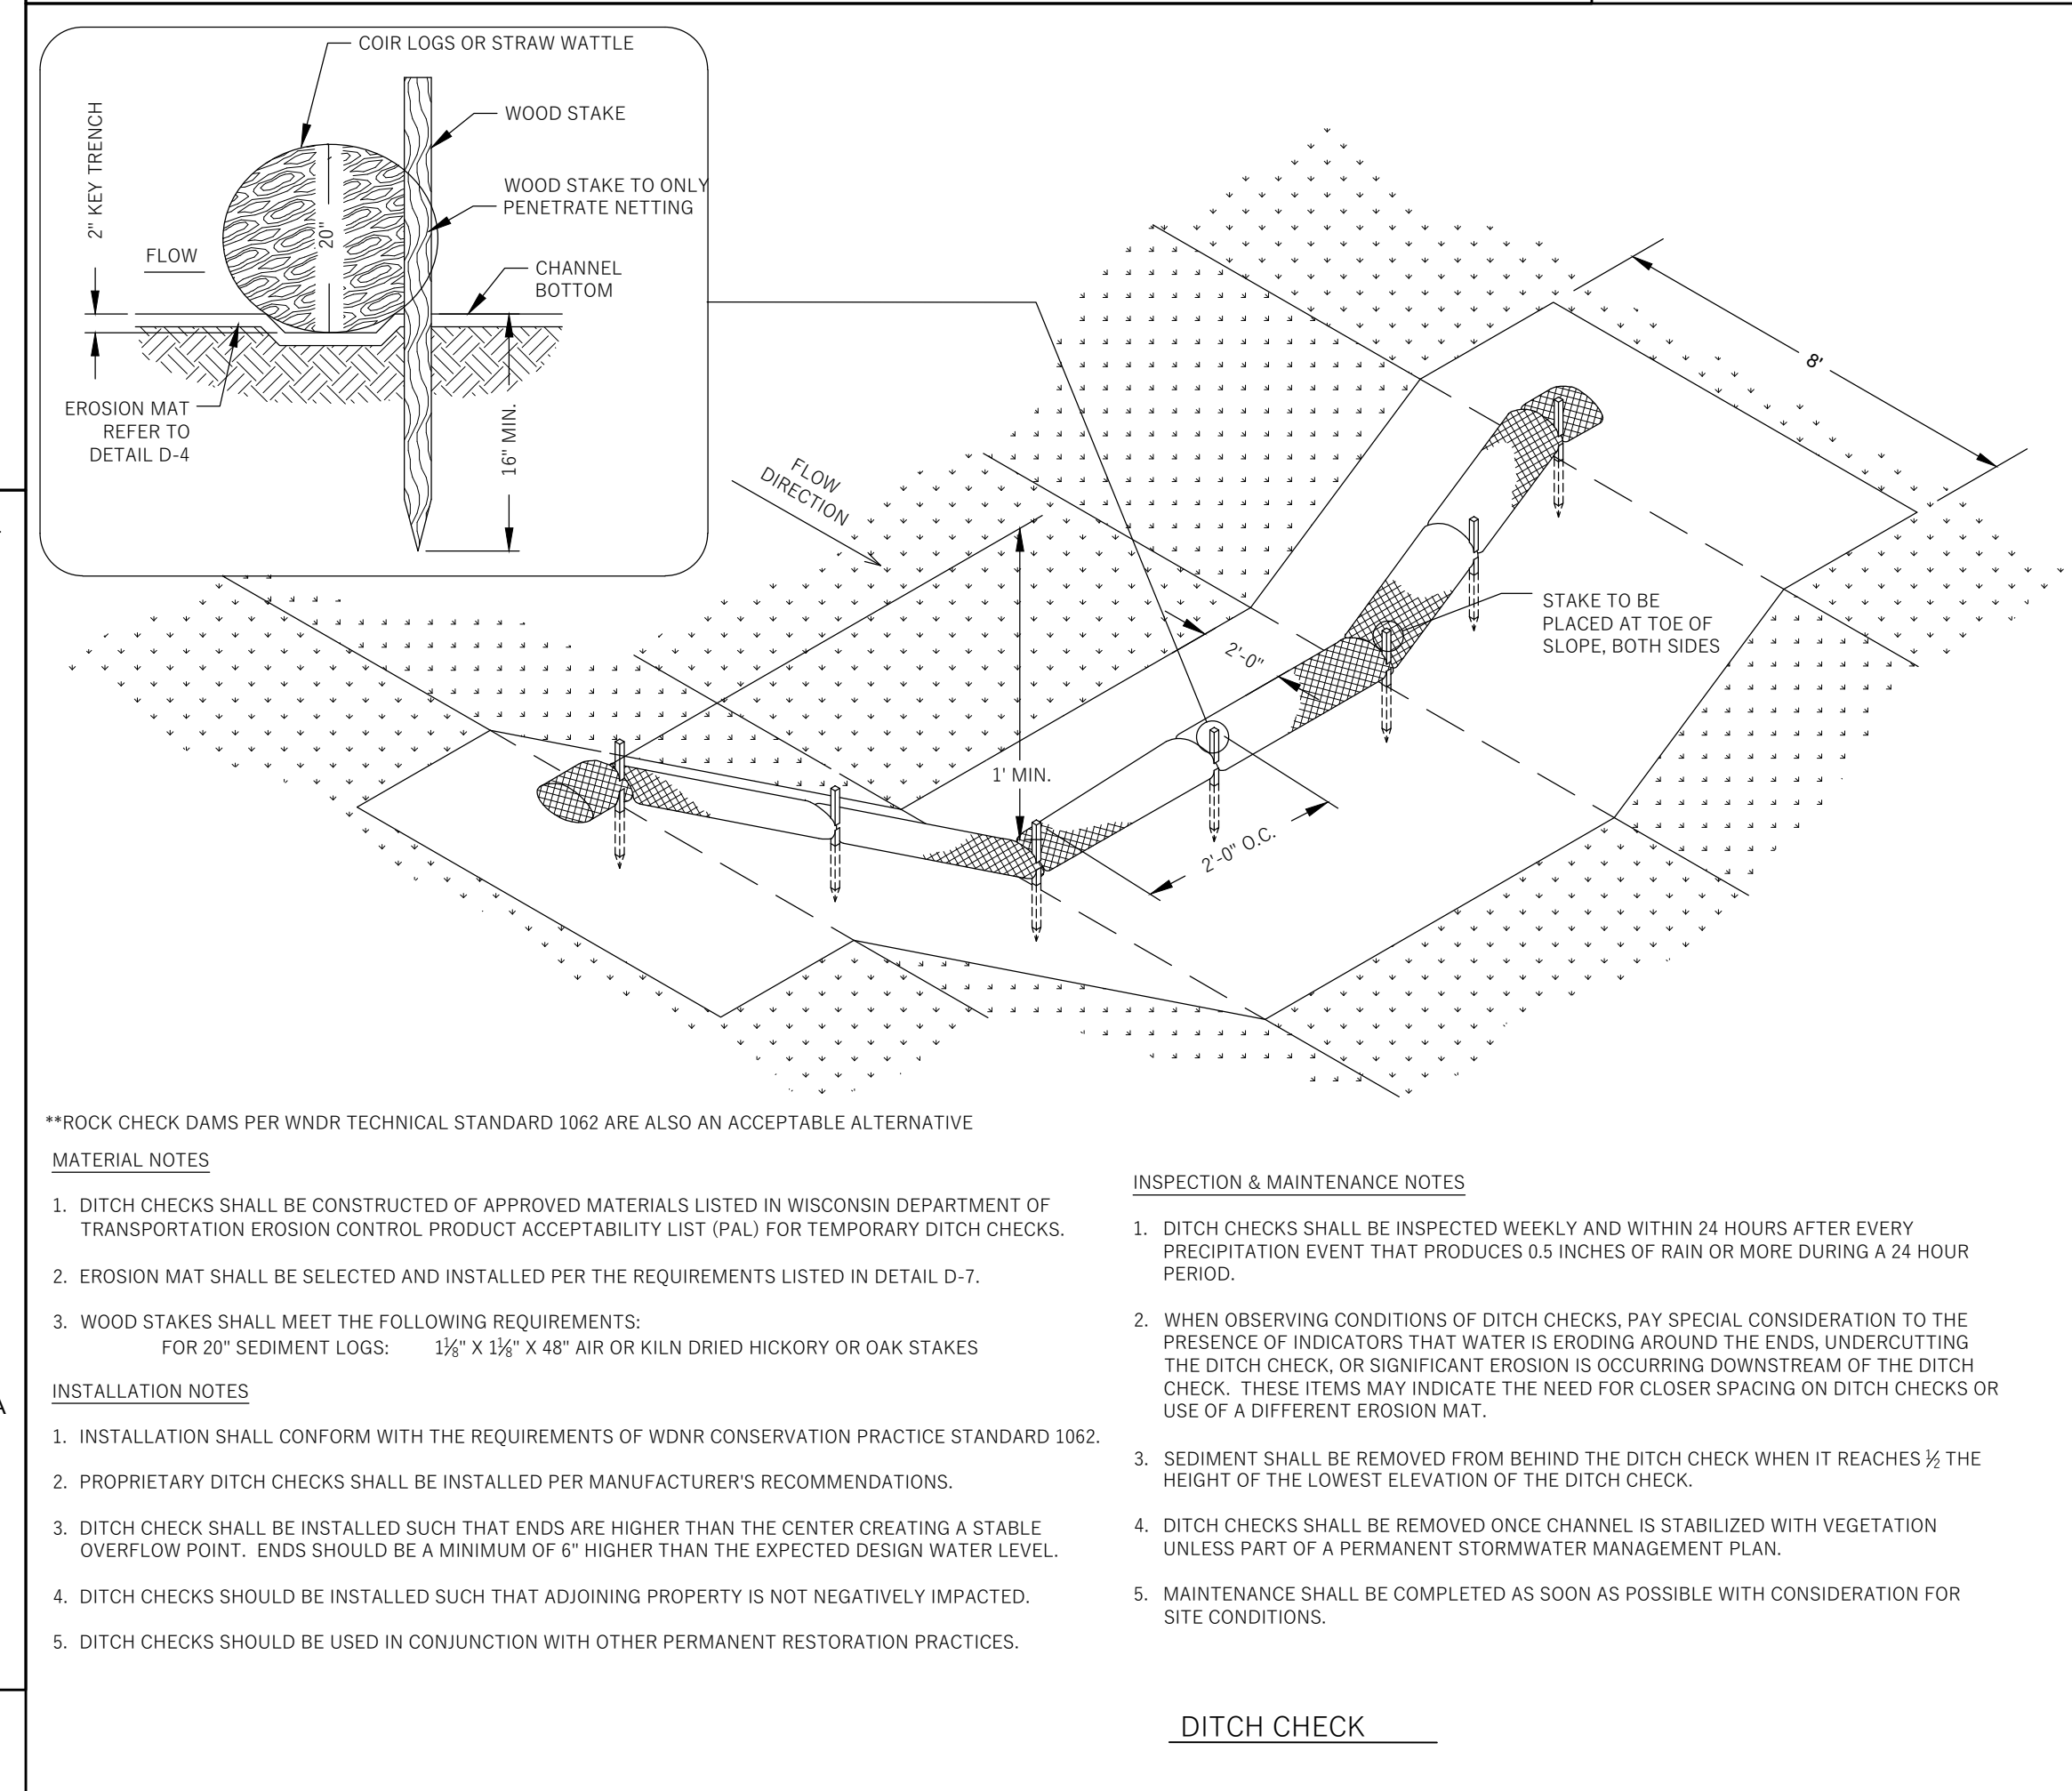 COIR LOGS OR STRAW WATTLE
WOOD STAKE
2" KEY TRENCH
WOOD STAKE TO ONLY
PENETRATE NETTING
20"
FLOW
CHANNEL
BOTTOM
EROSION MAT
REFER TO
DETAIL D-4
16" MIN.
8'
FLOW
DIRECTION
2'-0"
STAKE TO BE
PLACED AT TOE OF
SLOPE, BOTH SIDES
1' MIN.
2'-0" O.C.
**ROCK CHECK DAMS PER WNDR TECHNICAL STANDARD 1062 ARE ALSO AN ACCEPTABLE ALTERNATIVE
MATERIAL NOTES
1. DITCH CHECKS SHALL BE CONSTRUCTED OF APPROVED MATERIALS LISTED IN WISCONSIN DEPARTMENT OF
TRANSPORTATION EROSION CONTROL PRODUCT ACCEPTABILITY LIST (PAL) FOR TEMPORARY DITCH CHECKS.
2. EROSION MAT SHALL BE SELECTED AND INSTALLED PER THE REQUIREMENTS LISTED IN DETAIL D-7.
3. WOOD STAKES SHALL MEET THE FOLLOWING REQUIREMENTS:
FOR 20" SEDIMENT LOGS: 1⅛" X 1⅛" X 48" AIR OR KILN DRIED HICKORY OR OAK STAKES
INSTALLATION NOTES
1. INSTALLATION SHALL CONFORM WITH THE REQUIREMENTS OF WDNR CONSERVATION PRACTICE STANDARD 1062.
2. PROPRIETARY DITCH CHECKS SHALL BE INSTALLED PER MANUFACTURER'S RECOMMENDATIONS.
3. DITCH CHECK SHALL BE INSTALLED SUCH THAT ENDS ARE HIGHER THAN THE CENTER CREATING A STABLE
OVERFLOW POINT. ENDS SHOULD BE A MINIMUM OF 6" HIGHER THAN THE EXPECTED DESIGN WATER LEVEL.
4. DITCH CHECKS SHOULD BE INSTALLED SUCH THAT ADJOINING PROPERTY IS NOT NEGATIVELY IMPACTED.
5. DITCH CHECKS SHOULD BE USED IN CONJUNCTION WITH OTHER PERMANENT RESTORATION PRACTICES.
INSPECTION & MAINTENANCE NOTES
1. DITCH CHECKS SHALL BE INSPECTED WEEKLY AND WITHIN 24 HOURS AFTER EVERY
PRECIPITATION EVENT THAT PRODUCES 0.5 INCHES OF RAIN OR MORE DURING A 24 HOUR
PERIOD.
2. WHEN OBSERVING CONDITIONS OF DITCH CHECKS, PAY SPECIAL CONSIDERATION TO THE
PRESENCE OF INDICATORS THAT WATER IS ERODING AROUND THE ENDS, UNDERCUTTING
THE DITCH CHECK, OR SIGNIFICANT EROSION IS OCCURRING DOWNSTREAM OF THE DITCH
CHECK. THESE ITEMS MAY INDICATE THE NEED FOR CLOSER SPACING ON DITCH CHECKS OR
USE OF A DIFFERENT EROSION MAT.
3. SEDIMENT SHALL BE REMOVED FROM BEHIND THE DITCH CHECK WHEN IT REACHES ½ THE
HEIGHT OF THE LOWEST ELEVATION OF THE DITCH CHECK.
4. DITCH CHECKS SHALL BE REMOVED ONCE CHANNEL IS STABILIZED WITH VEGETATION
UNLESS PART OF A PERMANENT STORMWATER MANAGEMENT PLAN.
5. MAINTENANCE SHALL BE COMPLETED AS SOON AS POSSIBLE WITH CONSIDERATION FOR
SITE CONDITIONS.
DITCH CHECK